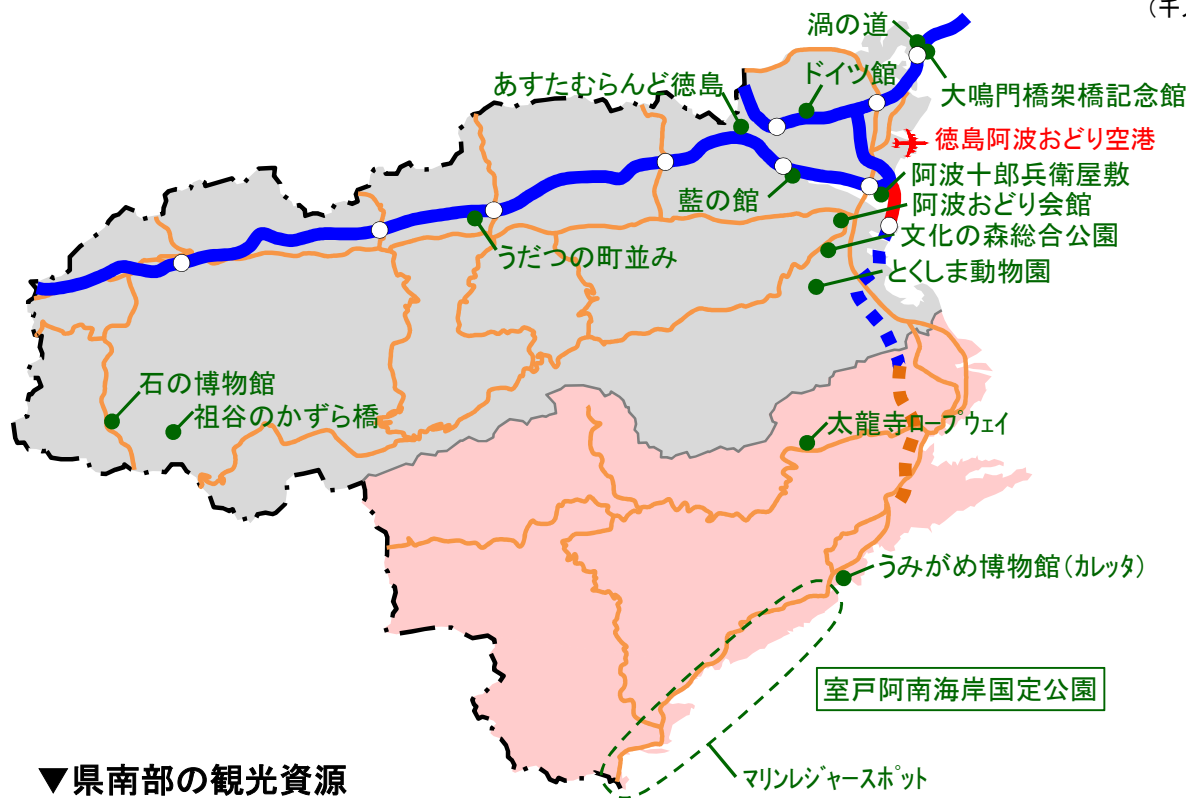 (千人
渦の道
ドイツ館
あすたむらんど徳島
大鳴門橋架橋記念館
徳島阿波おどり空港
阿波十郎兵衛屋敷
藍の館
阿波おどり会館
文化の森総合公園
うだつの町並み
とくしま動物園
石の博物館
祖谷のかずら橋
太龍寺ロープウェイ
うみがめ博物館(カレッタ)
室戸阿南海岸国定公園
▼県南部の観光資源
マリンレジャースポット